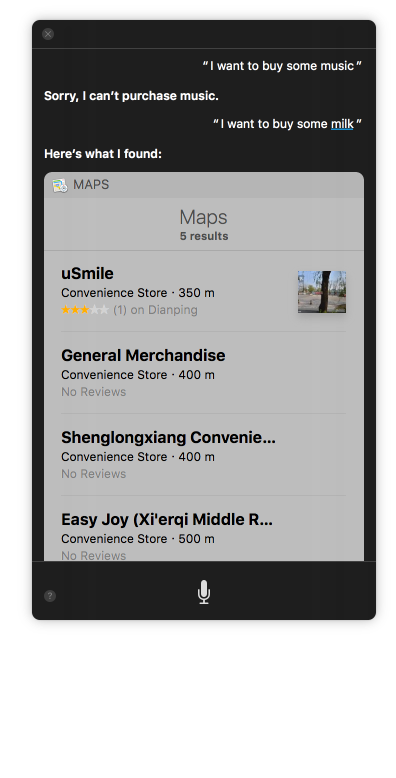 “I want to buy some music”
Sorry, I can’t purchase music.
“I want to buy some milk”
Here’s what I found:
MAPS
Maps
5 results
uSmile
Convenience Store · 350 m
(1) on Dianping
General Merchandise
Convenience Store · 400 m
No Reviews
Shenglongxiang Convenie...
Convenience Store · 400 m
No Reviews
Easy Joy (Xi'erqi Middle R...
Convenience Store · 500 m
No Reviews
?